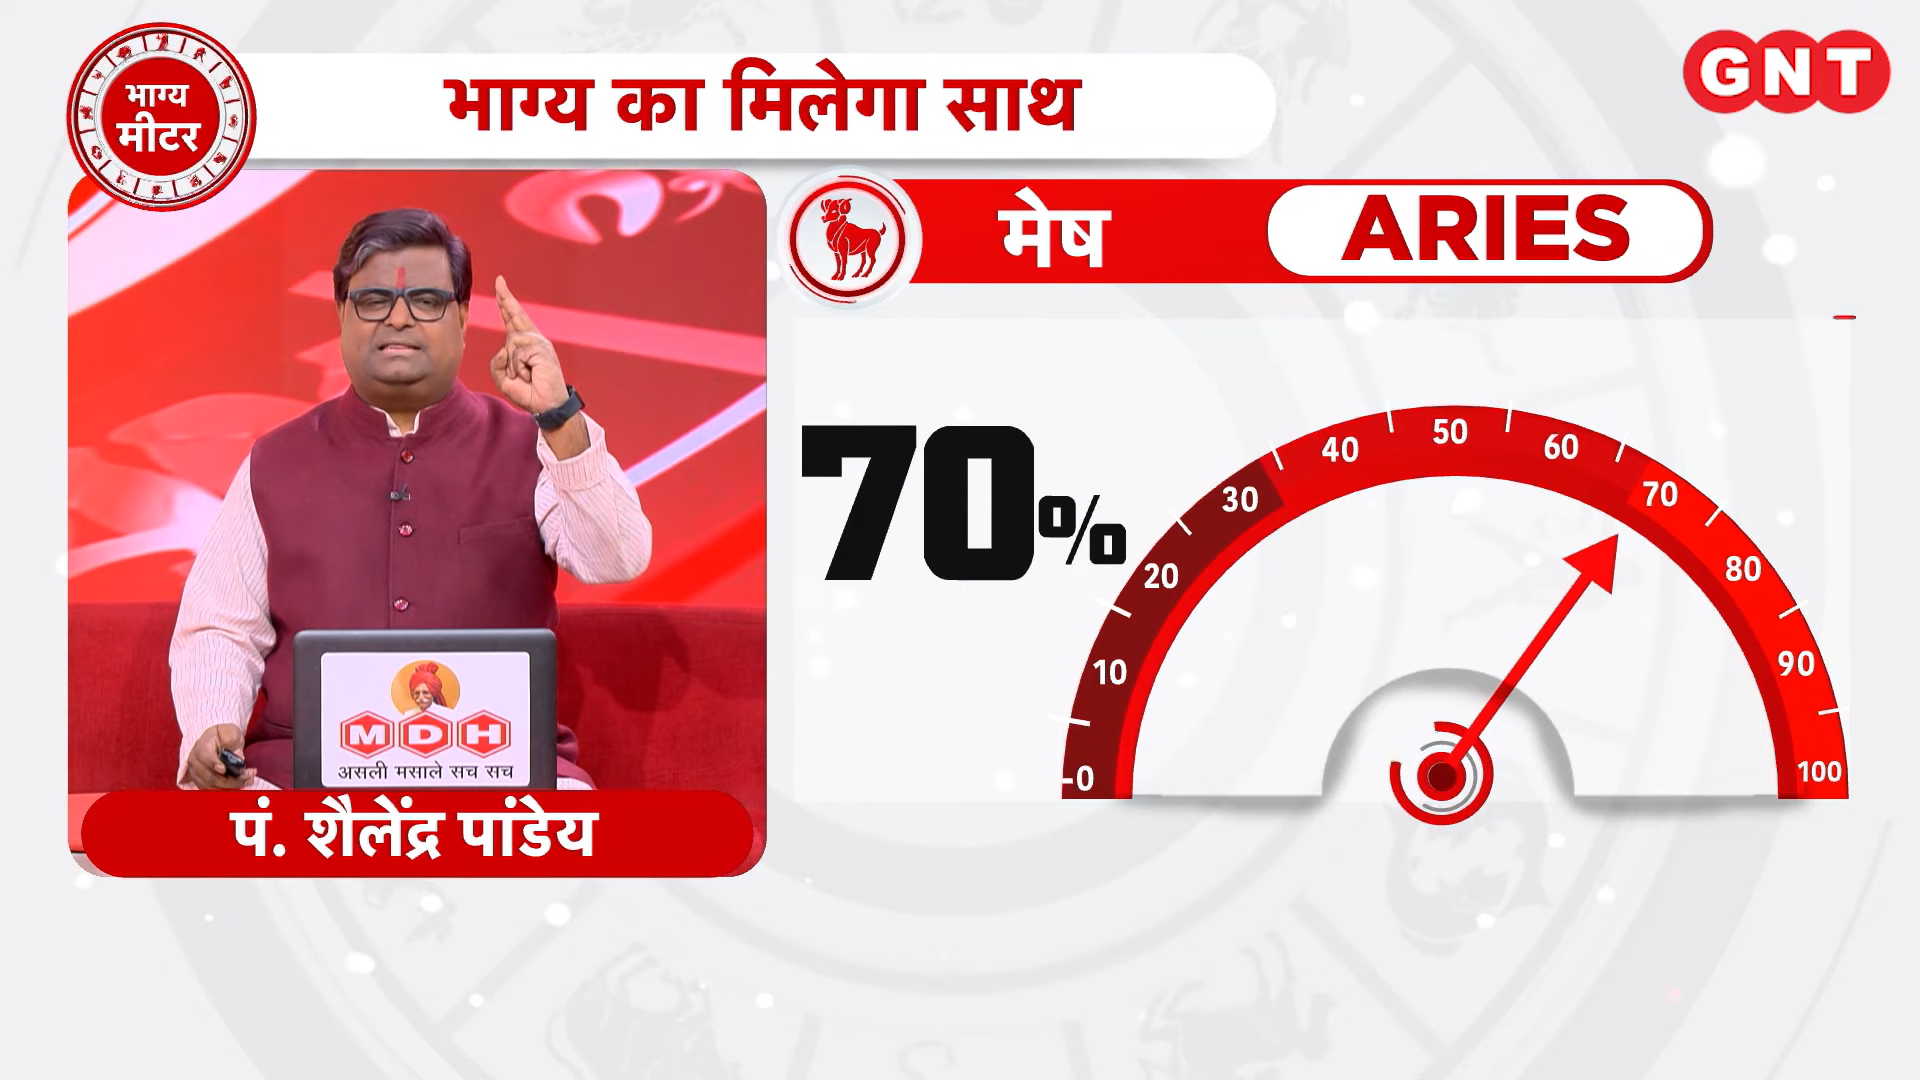 भाग्य
मीटर
भाग्य का मिलेगा साथ
GNT
मेष
ARIES
70%
-0
10
20
30
40
50
60
70
80
90
100
MDH
असली मसाले सच सच
पं. शैलेंद्र पांडेय